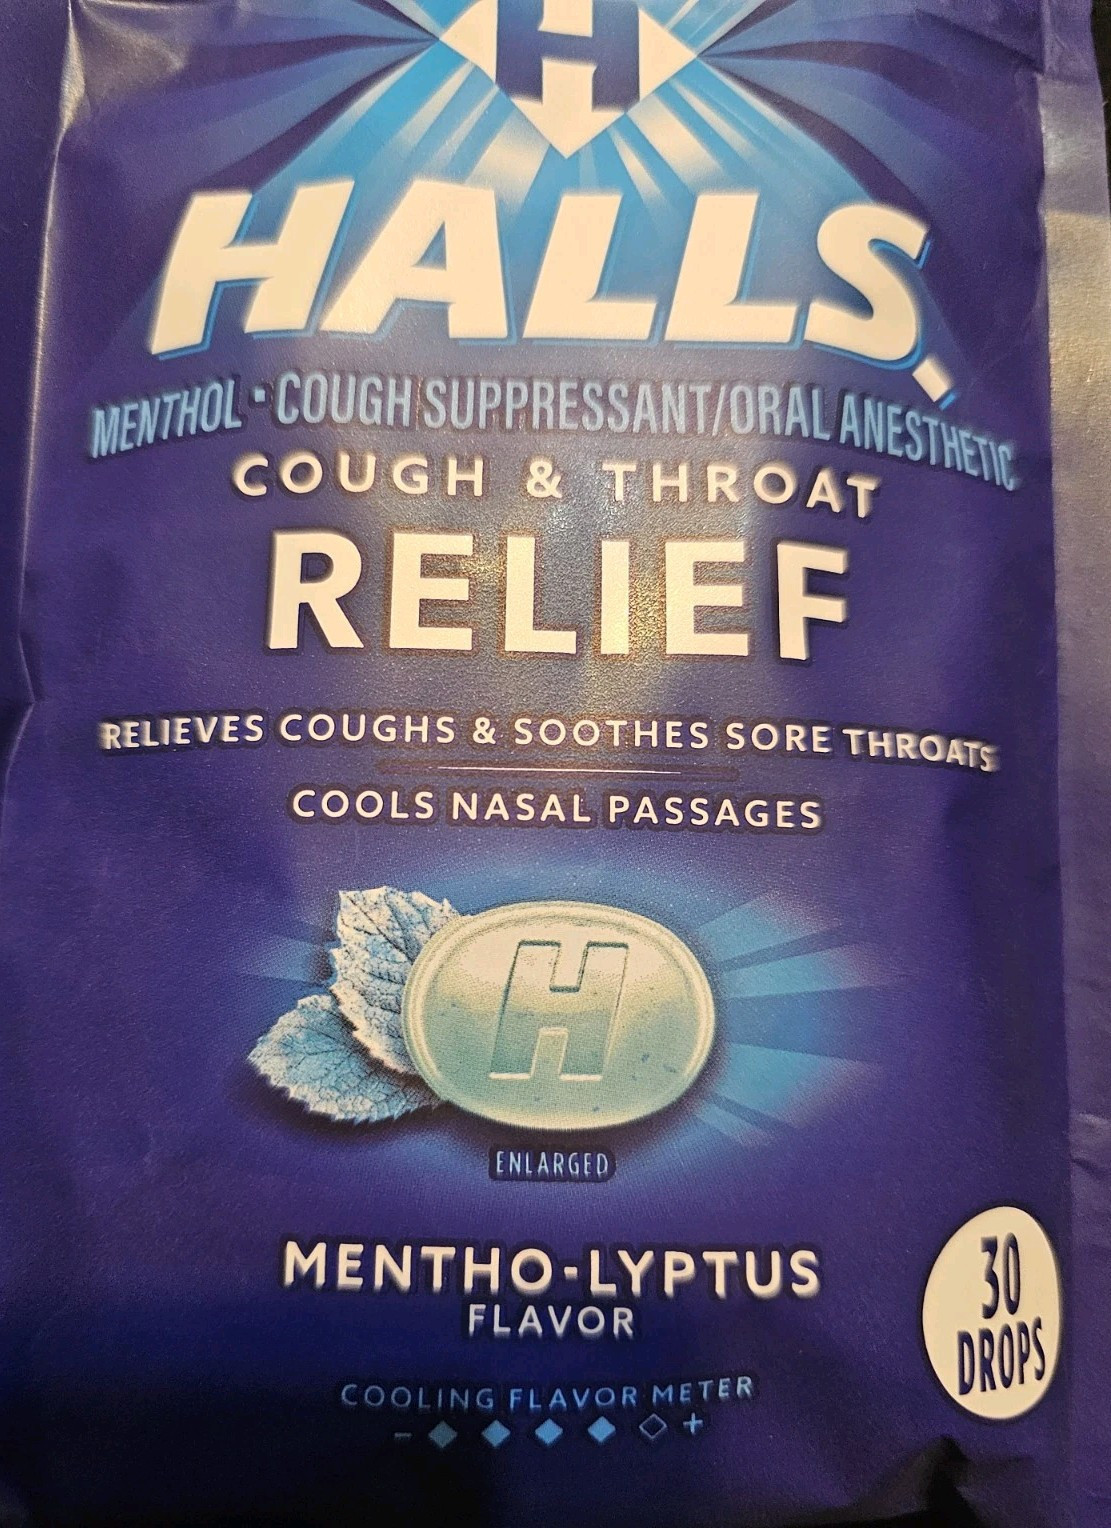 H
HALLS
MENTHOL • COUGH SUPPRESSANT/ORAL ANESTHETIC
COUGH & THROAT
RELIEF
RELIEVES COUGHS & SOOTHES SORE THROATS
COOLS NASAL PASSAGES
H
ENLARGED
MENTHO-LYPTUS
FLAVOR
30
DROPS
COOLING FLAVOR METER
- +